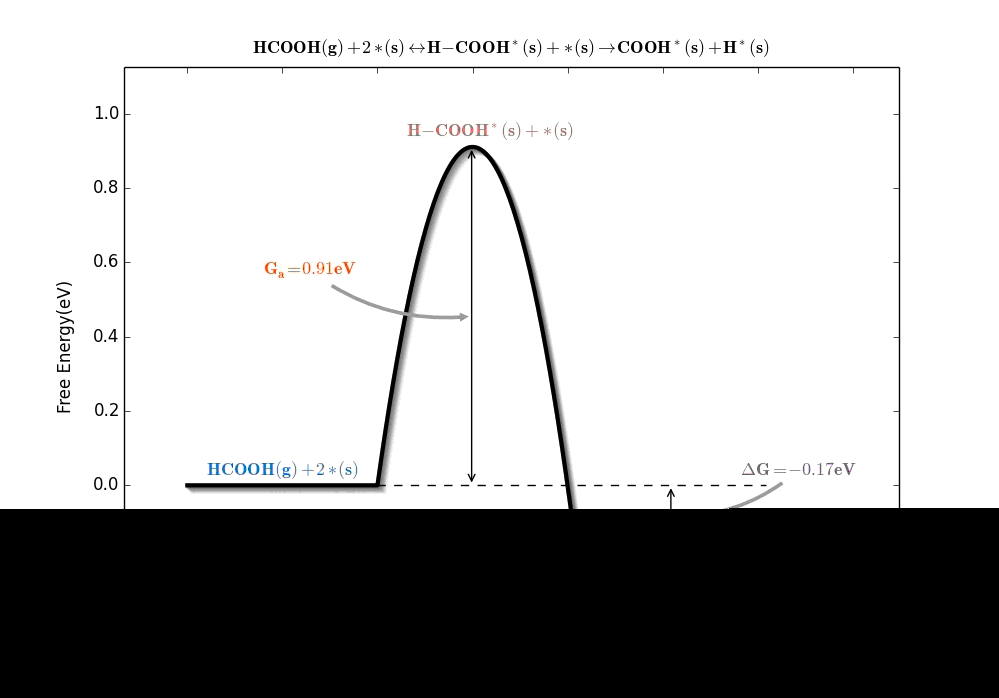 HCOOH(g)+2*(s)↔H−COOH*(s)+*(s)→COOH*(s)+H*(s)
1.0
H−COOH*(s)+*(s)
0.8
0.6
Gₐ=0.91eV
Free Energy(eV)
0.4
0.2
HCOOH(g)+2*(s)
ΔG=−0.17eV
0.0